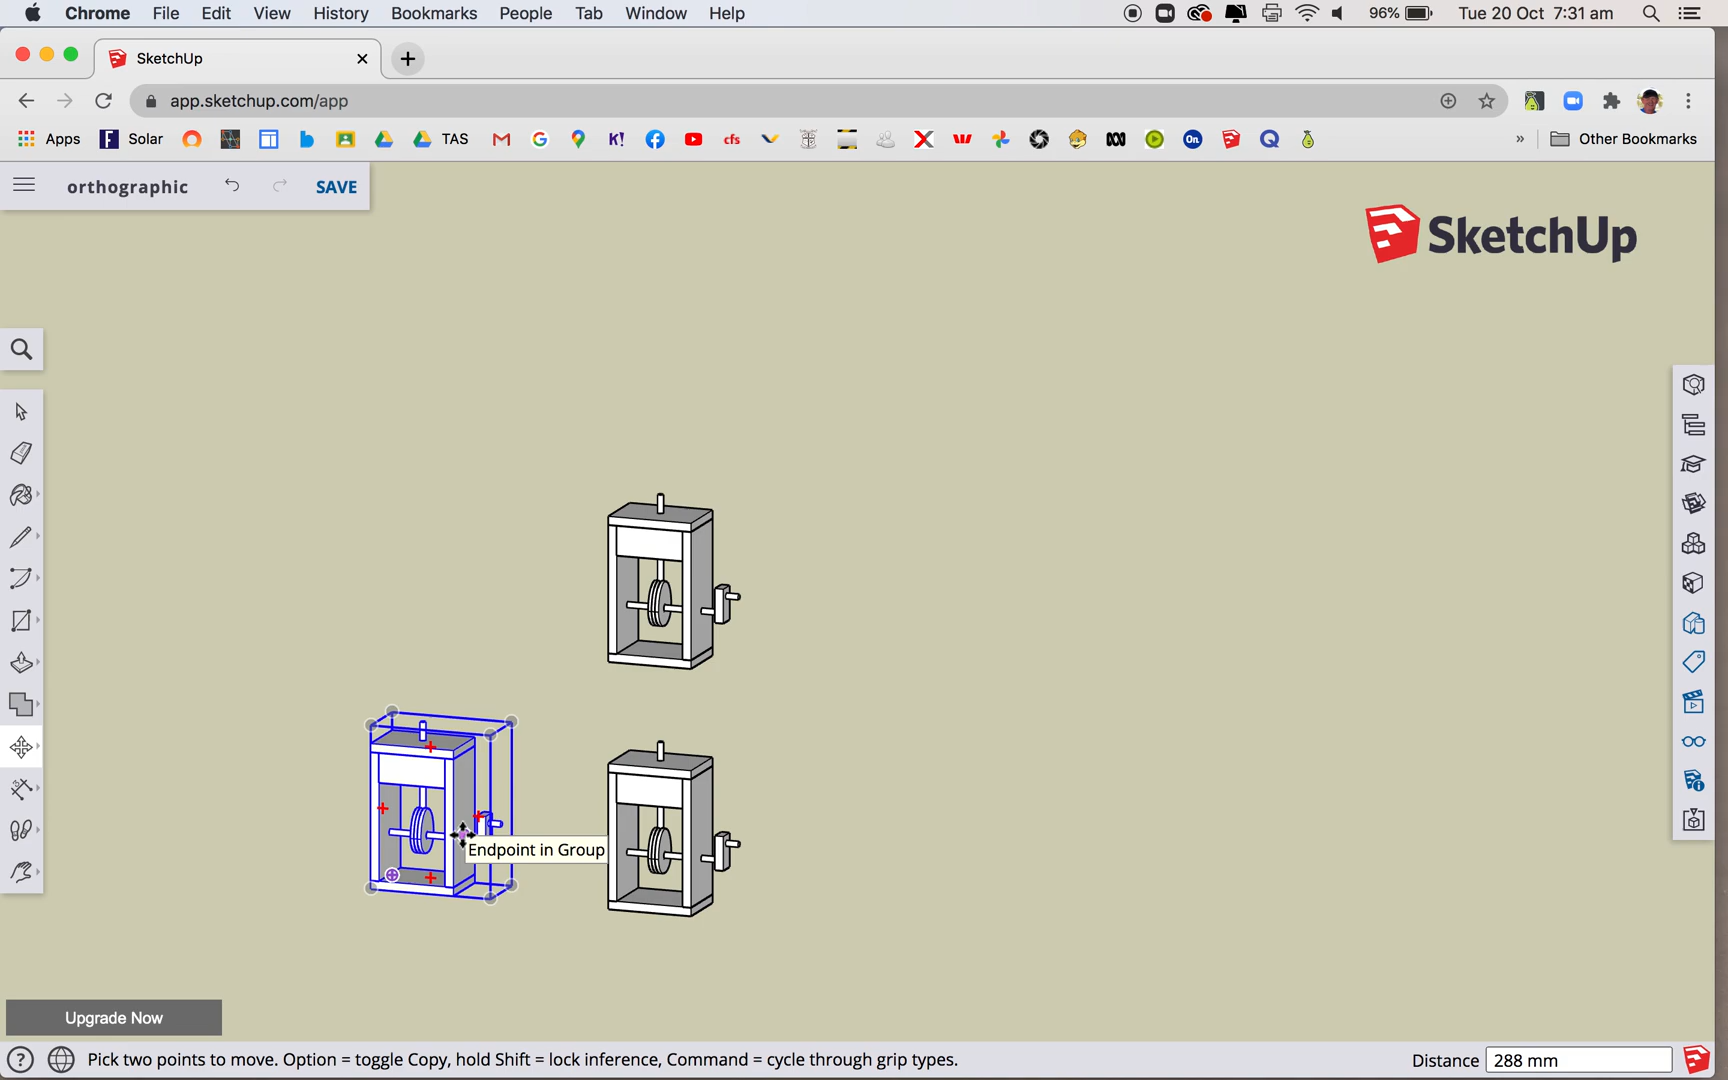 Chrome File Edit View History Bookmarks People Tab Window Help 96% Tue 20 Oct 7:31 am
SketchUp
app.sketchup.com/app
Apps Solar TAS K! cfs On Other Bookmarks
orthographic SAVE
SketchUp
Endpoint in Group
Upgrade Now
Pick two points to move. Option = toggle Copy, hold Shift = lock inference, Command = cycle through grip types. Distance 288 mm